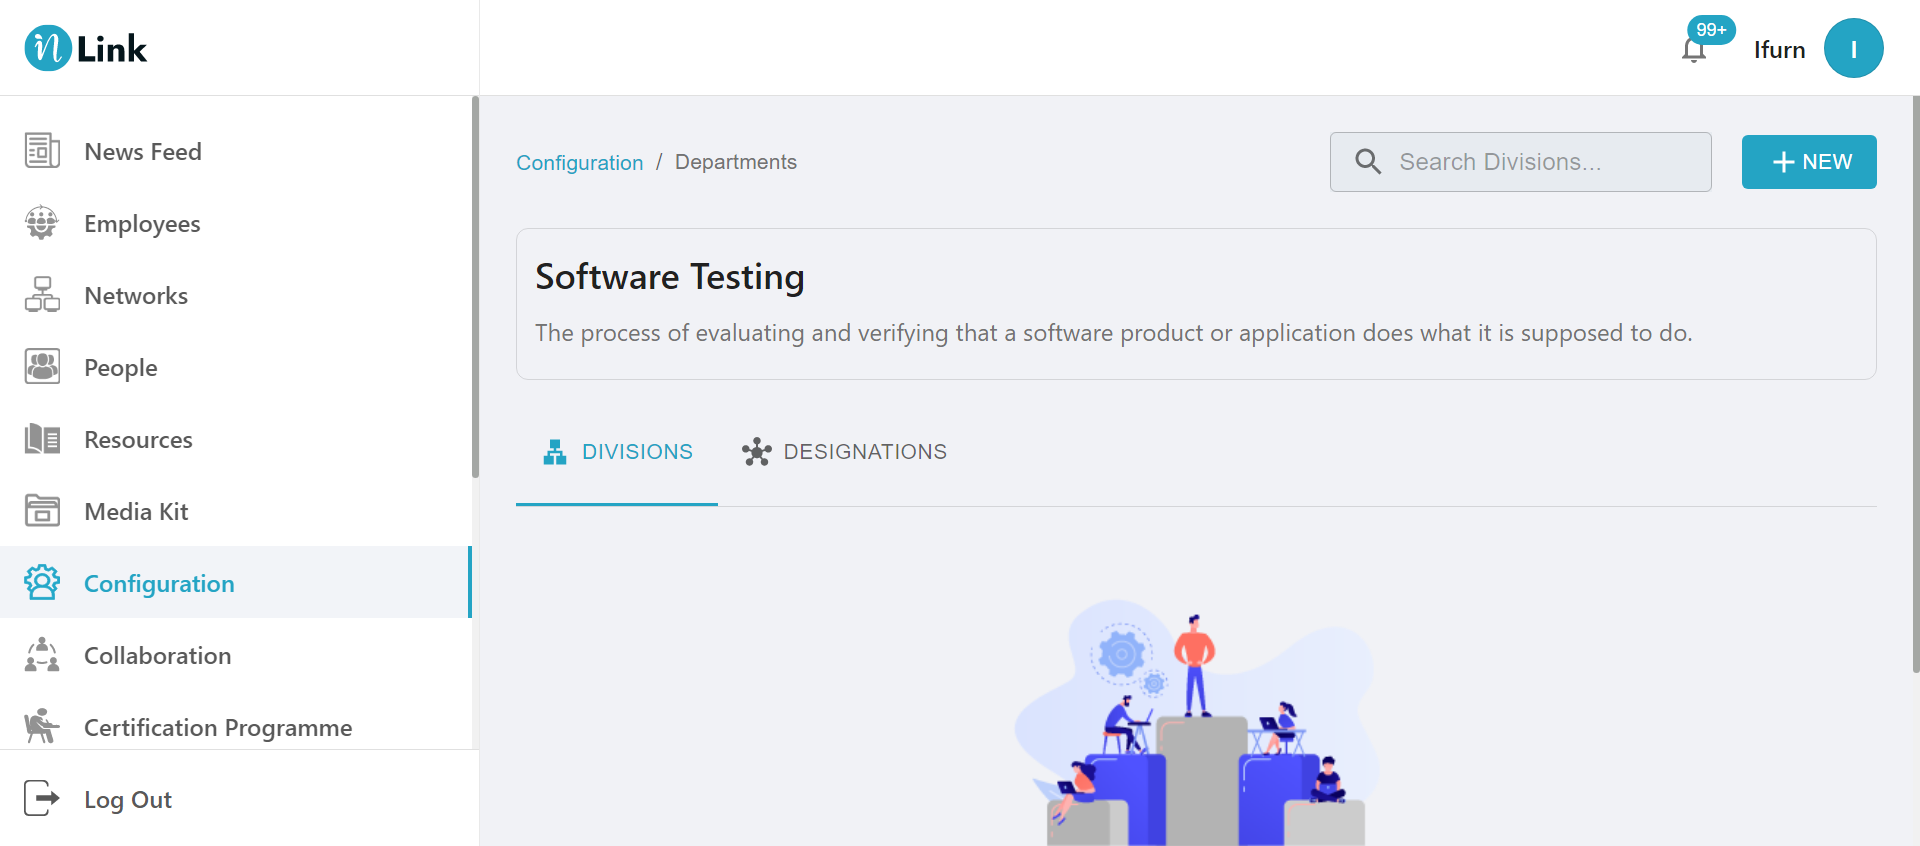 n Link
99+
Ifurn
I
News Feed
Employees
Networks
People
Resources
Media Kit
Configuration
Collaboration
Certification Programme
Log Out
Configuration / Departments
Search Divisions...
+ NEW
Software Testing
The process of evaluating and verifying that a software product or application does what it is supposed to do.
DIVISIONS
DESIGNATIONS